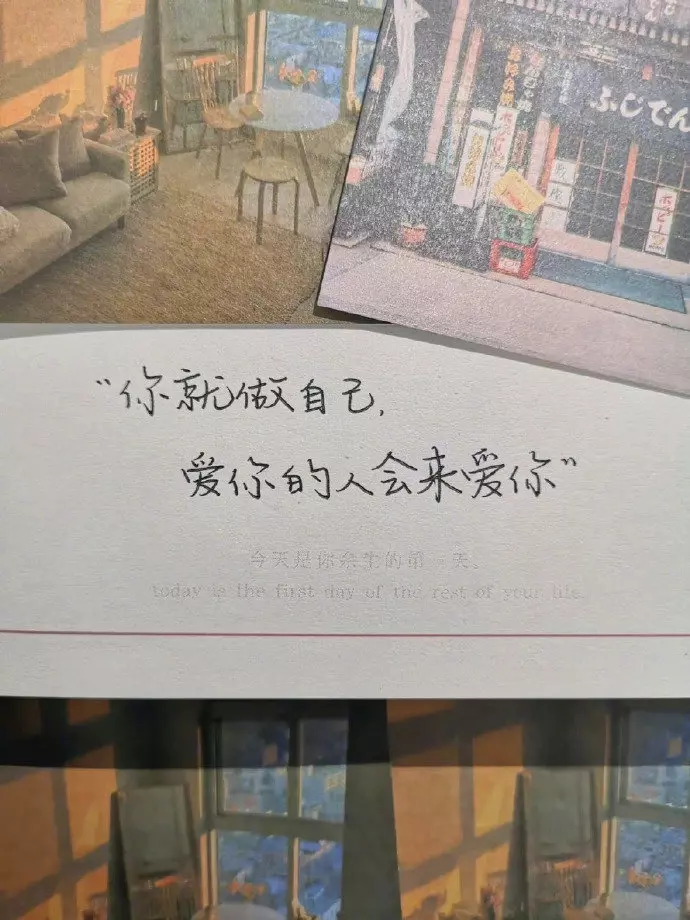 ふじでん
"你就做自己,
爱你的人会来爱你"
今天是你余生的第一天。
today is the first day of the rest of your life.